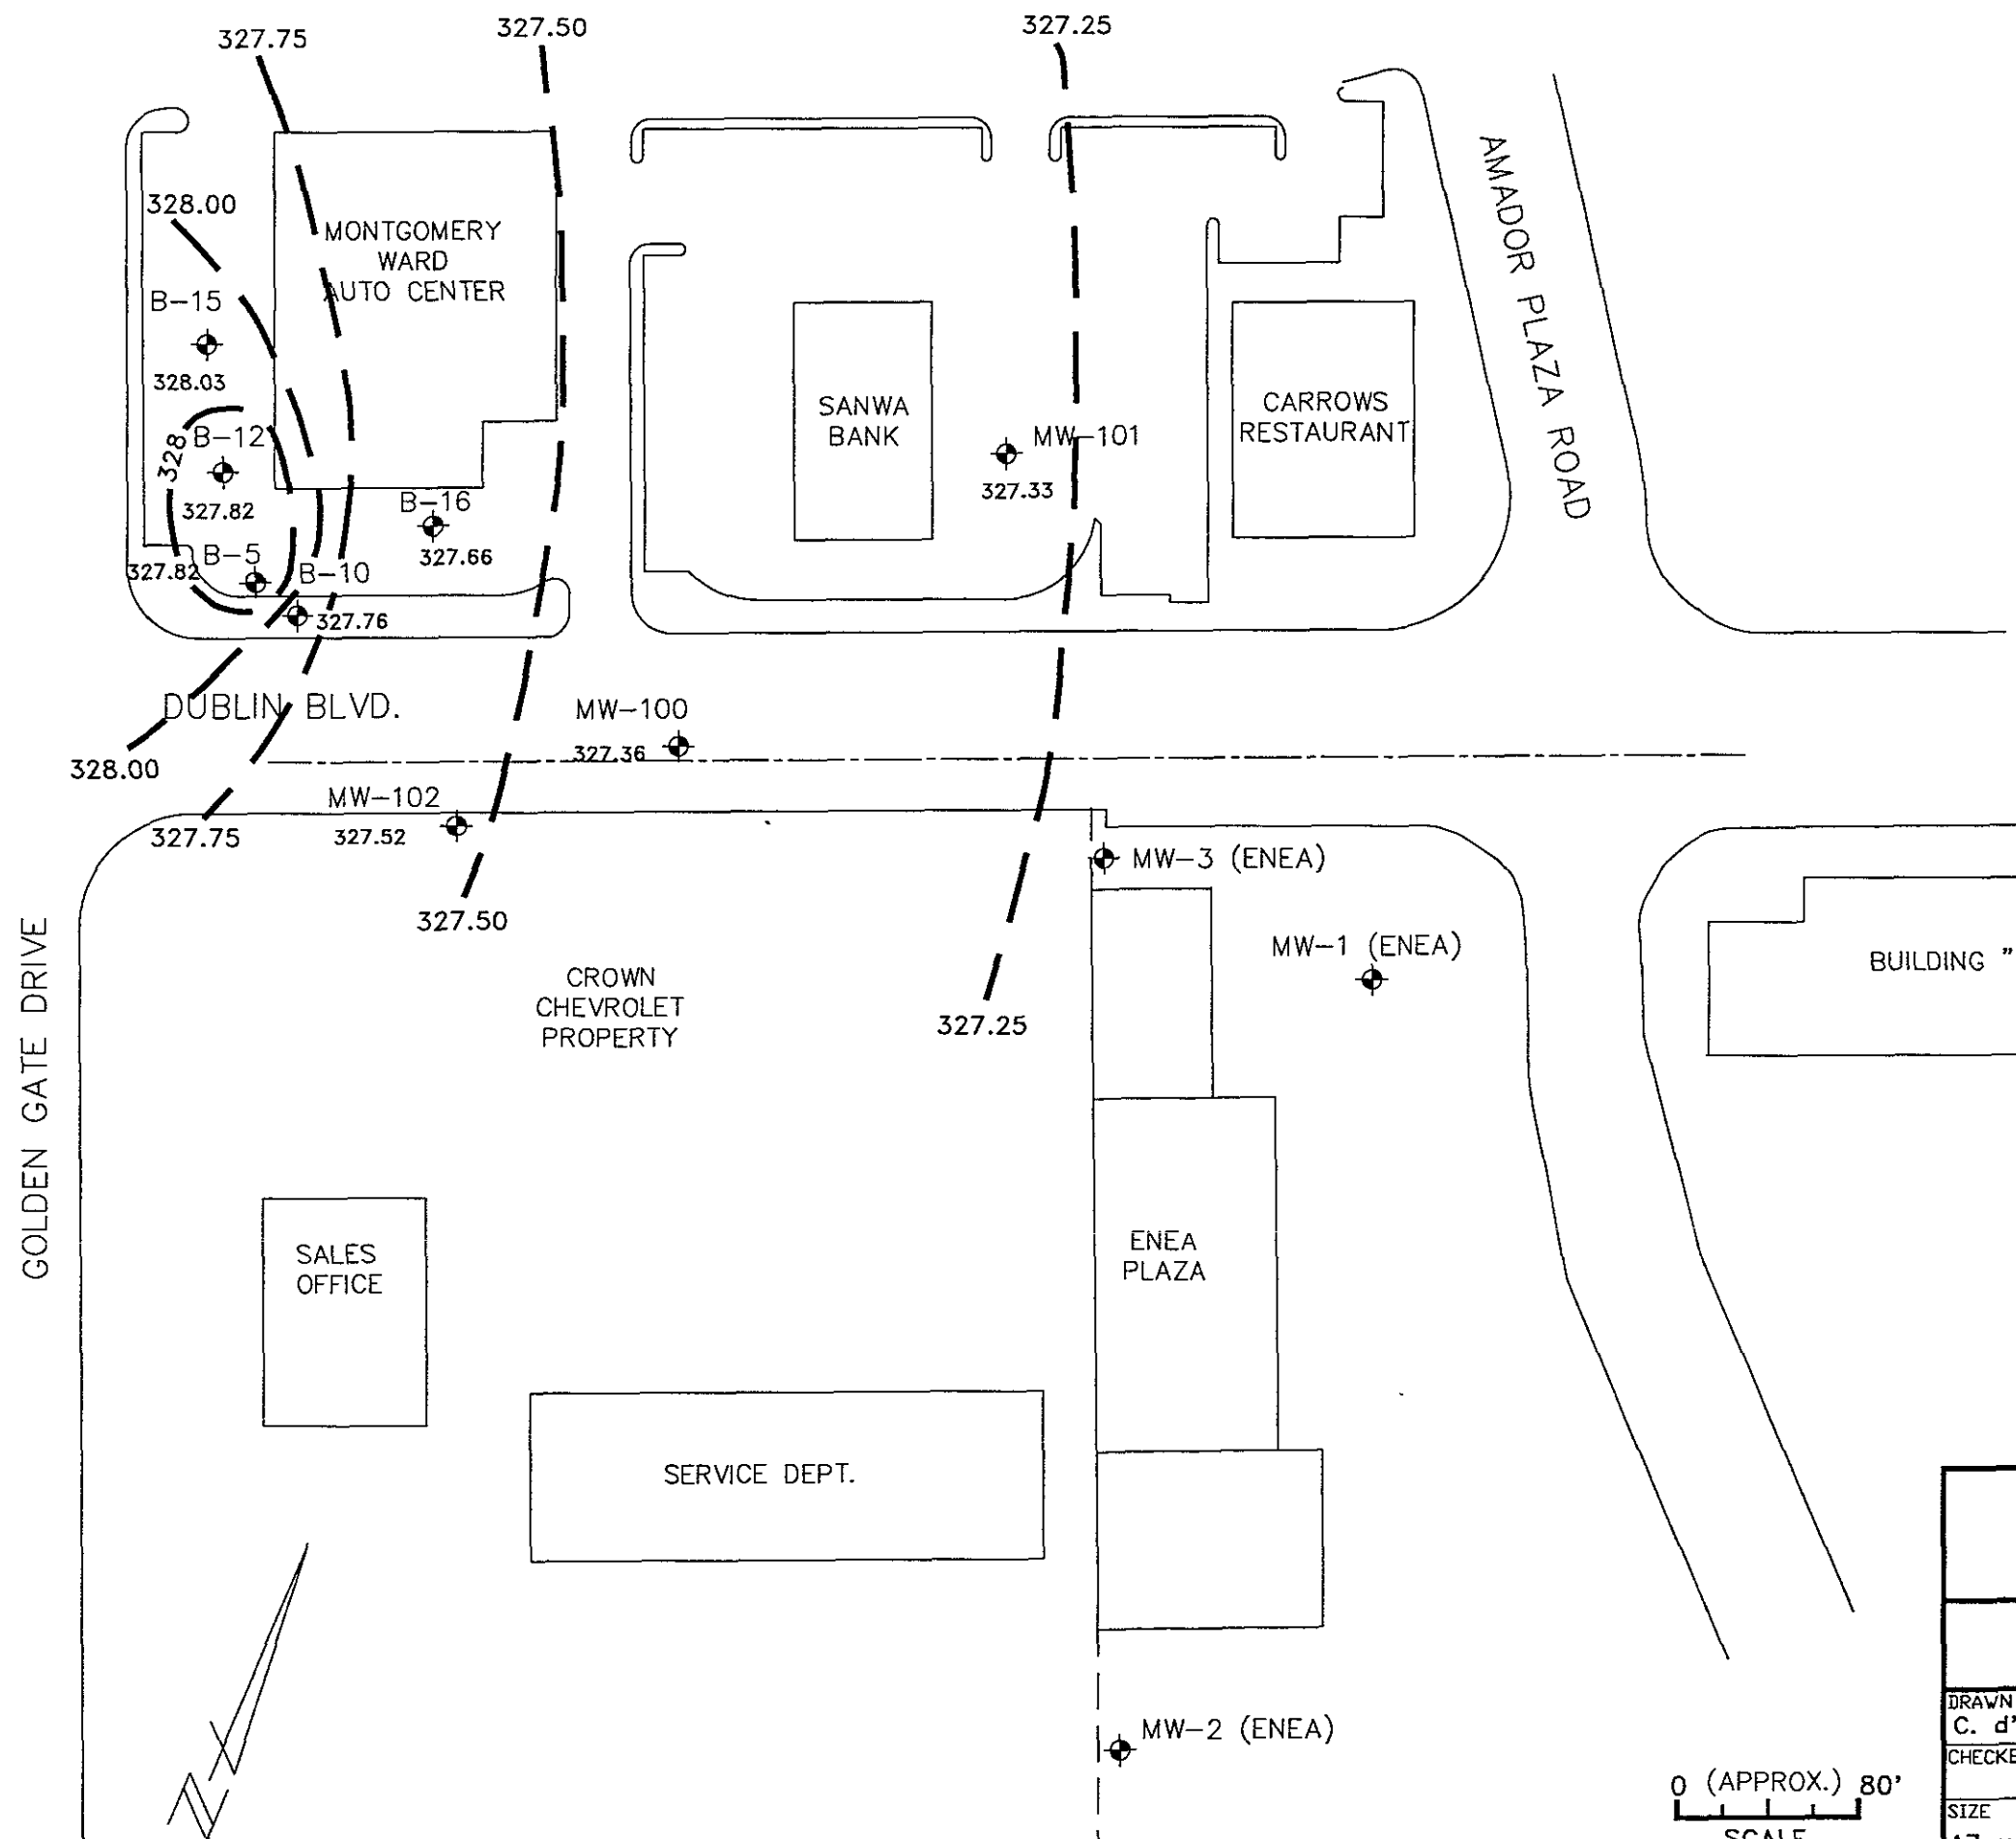 327.75
327.50
327.25
328.00
MONTGOMERY
WARD
AUTO CENTER
AMADOR PLAZA ROAD
B-15
328.03
328
B-12
327.82
B-16
327.66
SANWA
BANK
MW-101
327.33
CARROWS
RESTAURANT
B-5
327.82
B-10
327.76
DUBLIN BLVD.
MW-100
327.36
328.00
MW-102
327.52
327.75
327.50
MW-3 (ENEA)
MW-1 (ENEA)
BUILDING "
GOLDEN GATE DRIVE
CROWN
CHEVROLET
PROPERTY
327.25
SALES
OFFICE
ENEA
PLAZA
SERVICE DEPT.
MW-2 (ENEA)
N
0 (APPROX.) 80'
SCALE
DRAWN
C. d'
CHECKE
SIZE